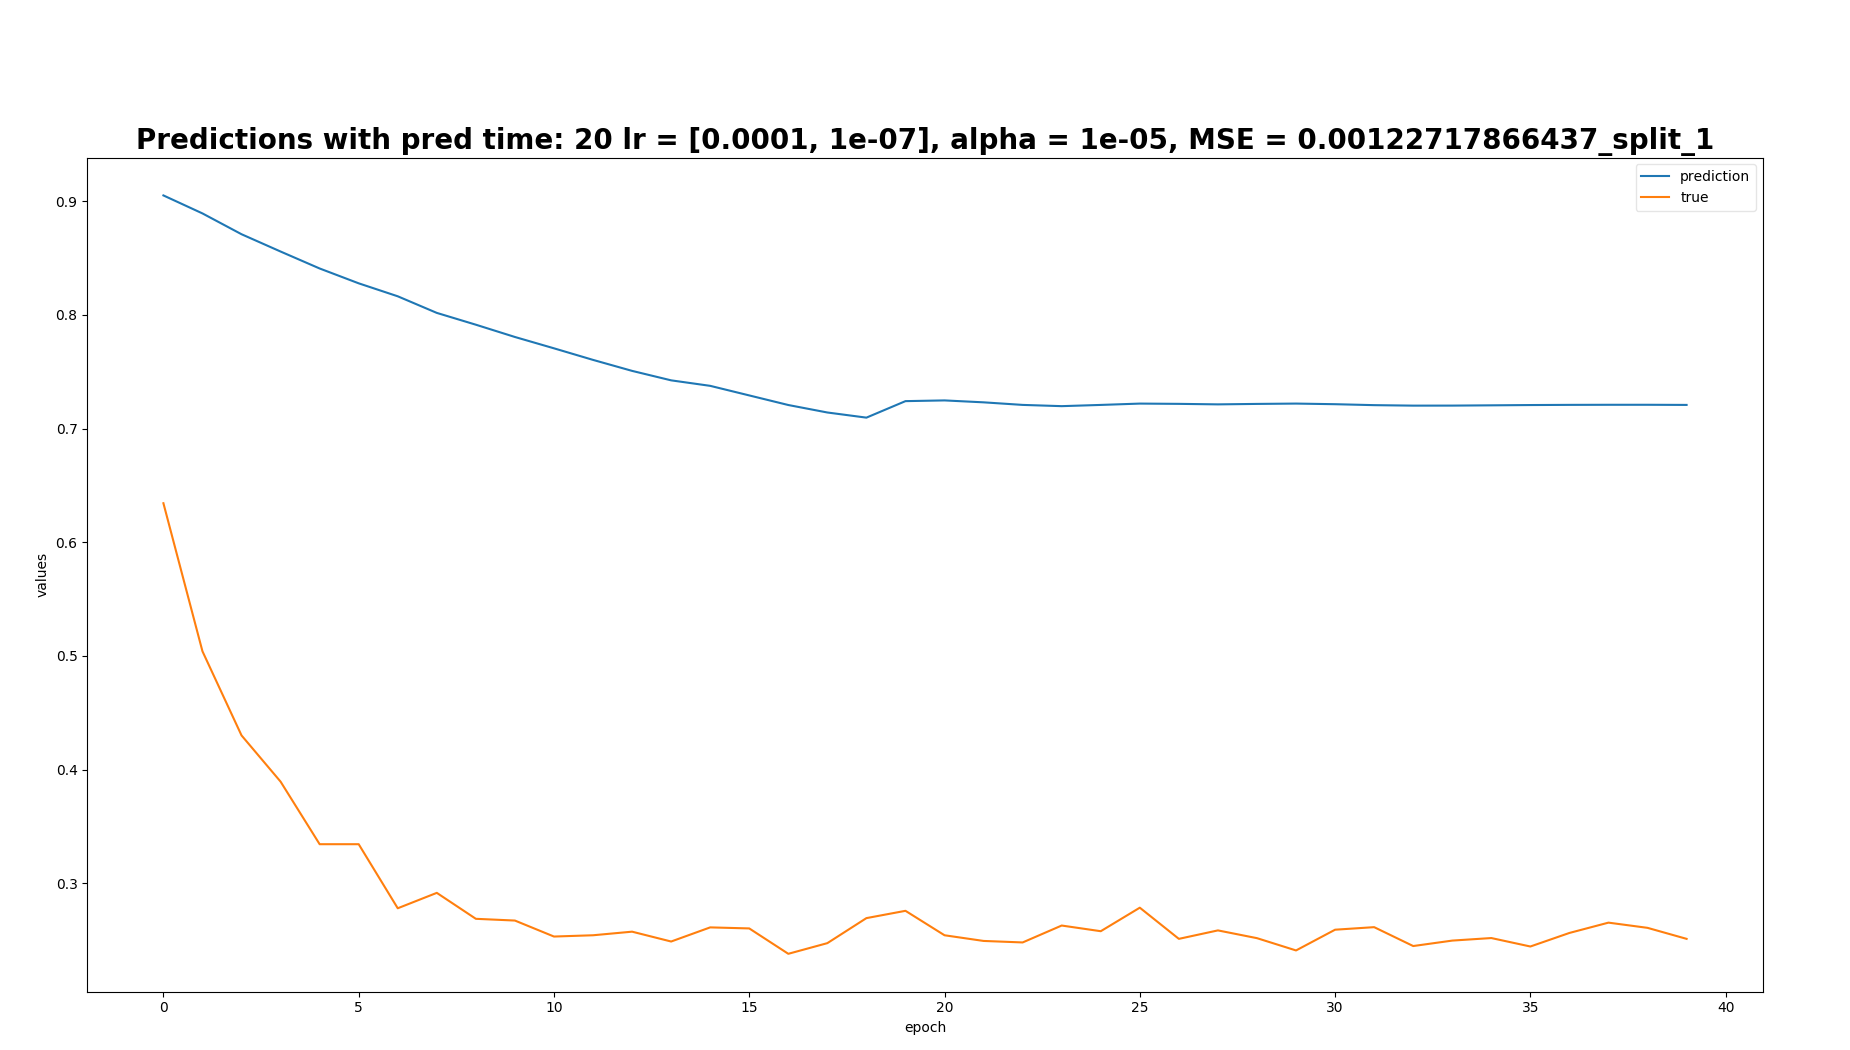 Predictions with pred time: 20 lr = [0.0001, 1e-07], alpha = 1e-05, MSE = 0.00122717866437_split_1
prediction
true
0.9
0.8
0.7
0.6
0.5
0.4
0.3
values
0 5 10 15 20 25 30 35 40
epoch